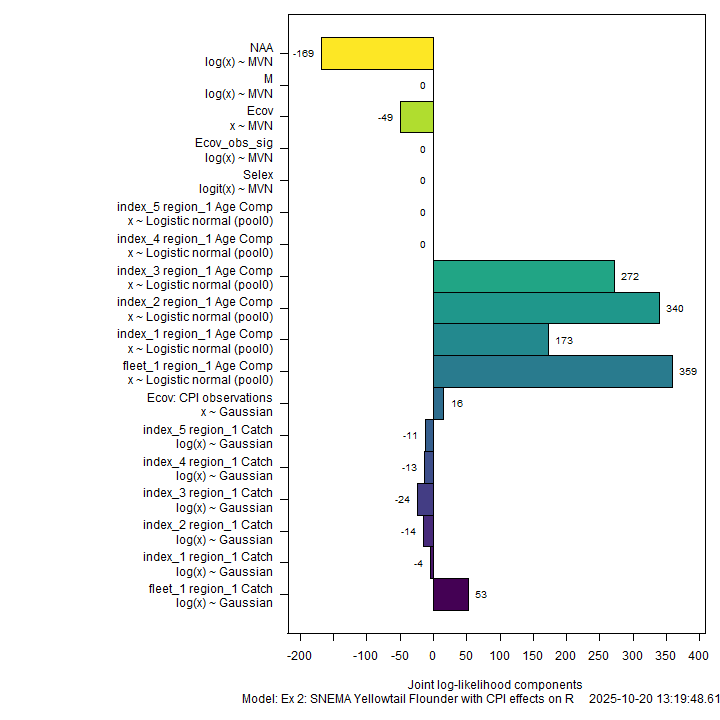 NAA
log(x) ~ MVN
-169
M
log(x) ~ MVN
0
Ecov
x ~ MVN
-49
Ecov_obs_sig
log(x) ~ MVN
0
Selex
logit(x) ~ MVN
0
index_5 region_1 Age Comp
x ~ Logistic normal (pool0)
0
index_4 region_1 Age Comp
x ~ Logistic normal (pool0)
0
index_3 region_1 Age Comp
x ~ Logistic normal (pool0)
272
index_2 region_1 Age Comp
x ~ Logistic normal (pool0)
340
index_1 region_1 Age Comp
x ~ Logistic normal (pool0)
173
fleet_1 region_1 Age Comp
x ~ Logistic normal (pool0)
359
Ecov: CPI observations
x ~ Gaussian
16
index_5 region_1 Catch
log(x) ~ Gaussian
-11
index_4 region_1 Catch
log(x) ~ Gaussian
-13
index_3 region_1 Catch
log(x) ~ Gaussian
-24
index_2 region_1 Catch
log(x) ~ Gaussian
-14
index_1 region_1 Catch
log(x) ~ Gaussian
-4
fleet_1 region_1 Catch
log(x) ~ Gaussian
53
-200 -100 -50 0 50 100 150 200 250 300 350 400
Joint log-likelihood components
Model: Ex 2: SNEMA Yellowtail Flounder with CPI effects on R 2025-10-20 13:19:48.61